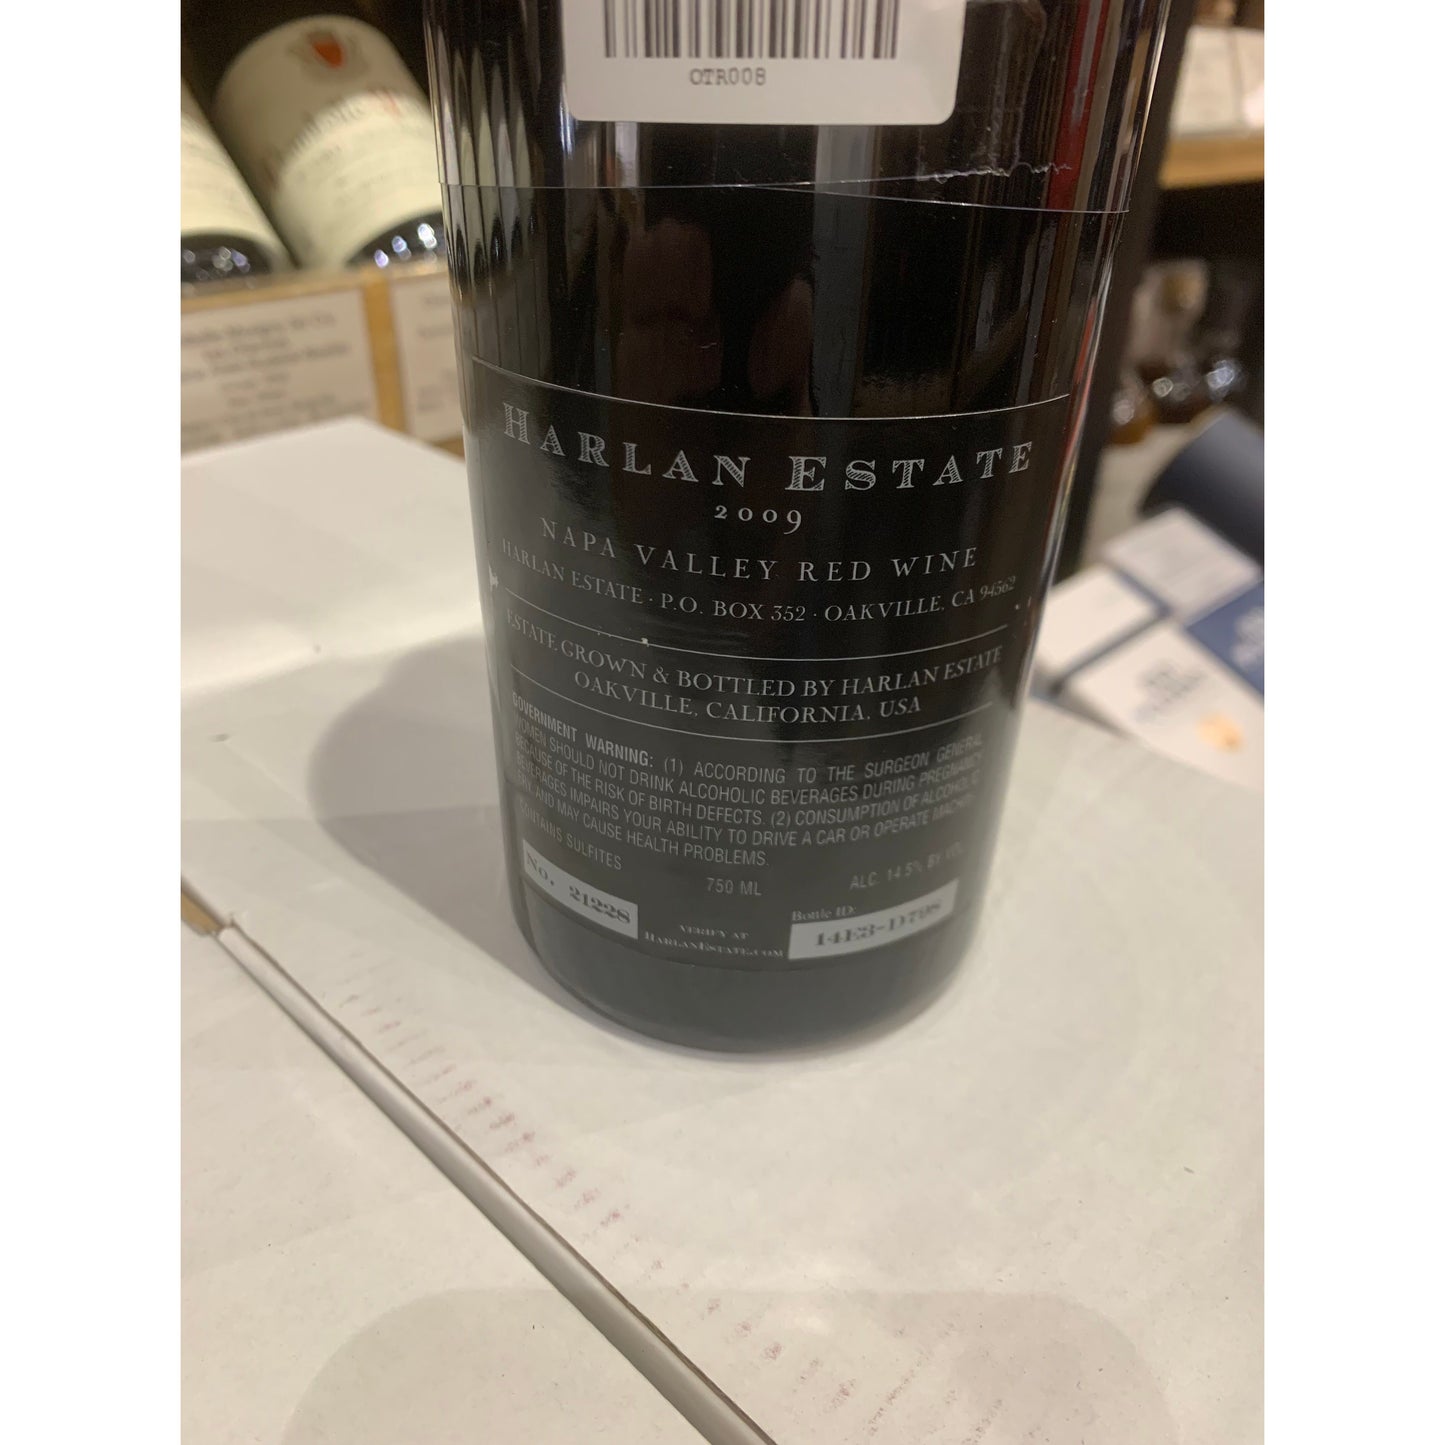 OTR008
HARLAN ESTATE
2009
NAPA VALLEY RED WINE
HARLAN ESTATE · P.O. BOX 352 · OAKVILLE, CA 94562
ESTATE GROWN & BOTTLED BY HARLAN ESTATE
OAKVILLE, CALIFORNIA, USA
GOVERNMENT WARNING: (1) ACCORDING TO THE SURGEON GENERAL
WOMEN SHOULD NOT DRINK ALCOHOLIC BEVERAGES DURING PREGNANCY
BECAUSE OF THE RISK OF BIRTH DEFECTS. (2) CONSUMPTION OF ALCOHOLIC
BEVERAGES IMPAIRS YOUR ABILITY TO DRIVE A CAR OR OPERATE MACHIN-
ERY, AND MAY CAUSE HEALTH PROBLEMS.
CONTAINS SULFITES 750 ML ALC. 14.5% BY VOL.
No. 21228
VERIFY AT
HARLANESTATE.COM
Bottle ID:
14E3-D798